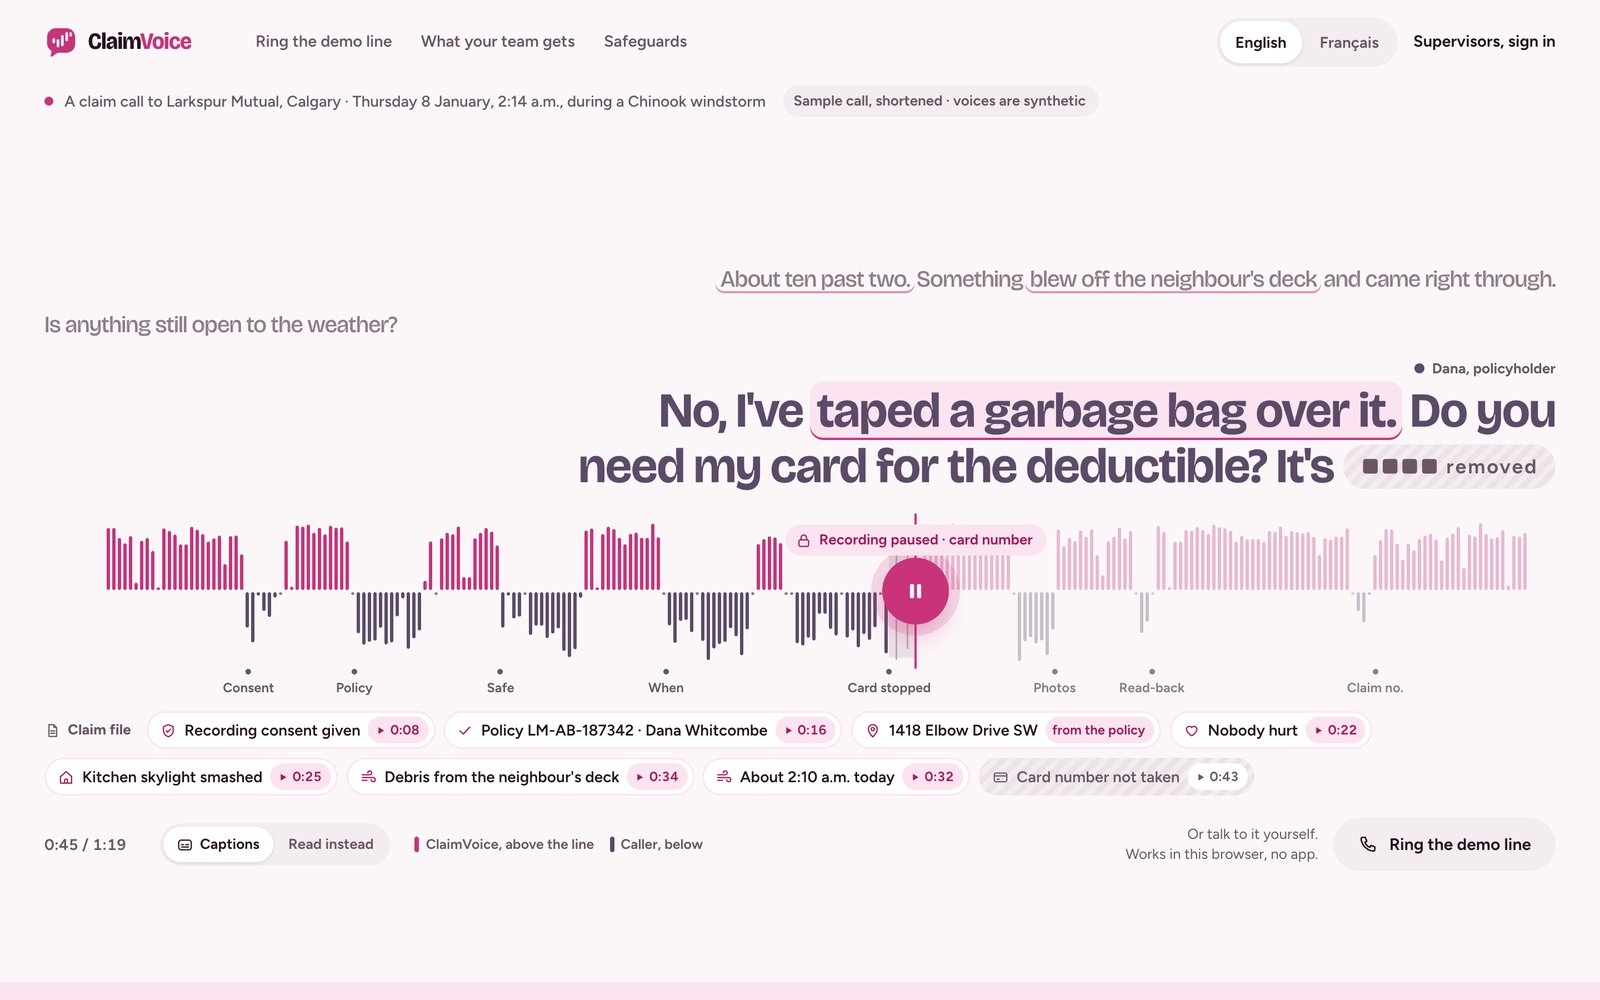 ClaimVoice
Ring the demo line
What your team gets
Safeguards
English
Français
Supervisors, sign in
A claim call to Larkspur Mutual, Calgary · Thursday 8 January, 2:14 a.m., during a Chinook windstorm
Sample call, shortened · voices are synthetic
About ten past two. Something blew off the neighbour's deck and came right through.
Is anything still open to the weather?
Dana, policyholder
No, I've taped a garbage bag over it. Do you
need my card for the deductible? It's removed
Recording paused · card number
Consent
Policy
Safe
When
Card stopped
Photos
Read-back
Claim no.
Claim file
Recording consent given 0:08
Policy LM-AB-187342 · Dana Whitcombe 0:16
1418 Elbow Drive SW from the policy
Nobody hurt 0:22
Kitchen skylight smashed 0:25
Debris from the neighbour's deck 0:34
About 2:10 a.m. today 0:32
Card number not taken 0:43
0:45 / 1:19
Captions
Read instead
ClaimVoice, above the line
Caller, below
Or talk to it yourself.
Works in this browser, no app.
Ring the demo line